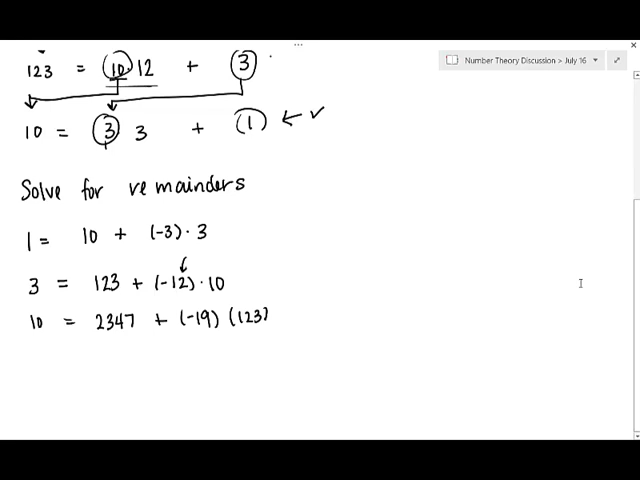 Number Theory Discussion > July 16
123 = 10 · 12 + 3
10 = 3 3 + (1) ← ✓
Solve for remainders
1 = 10 + (-3) · 3
3 = 123 + (-12) · 10
10 = 2347 + (-19) (123)